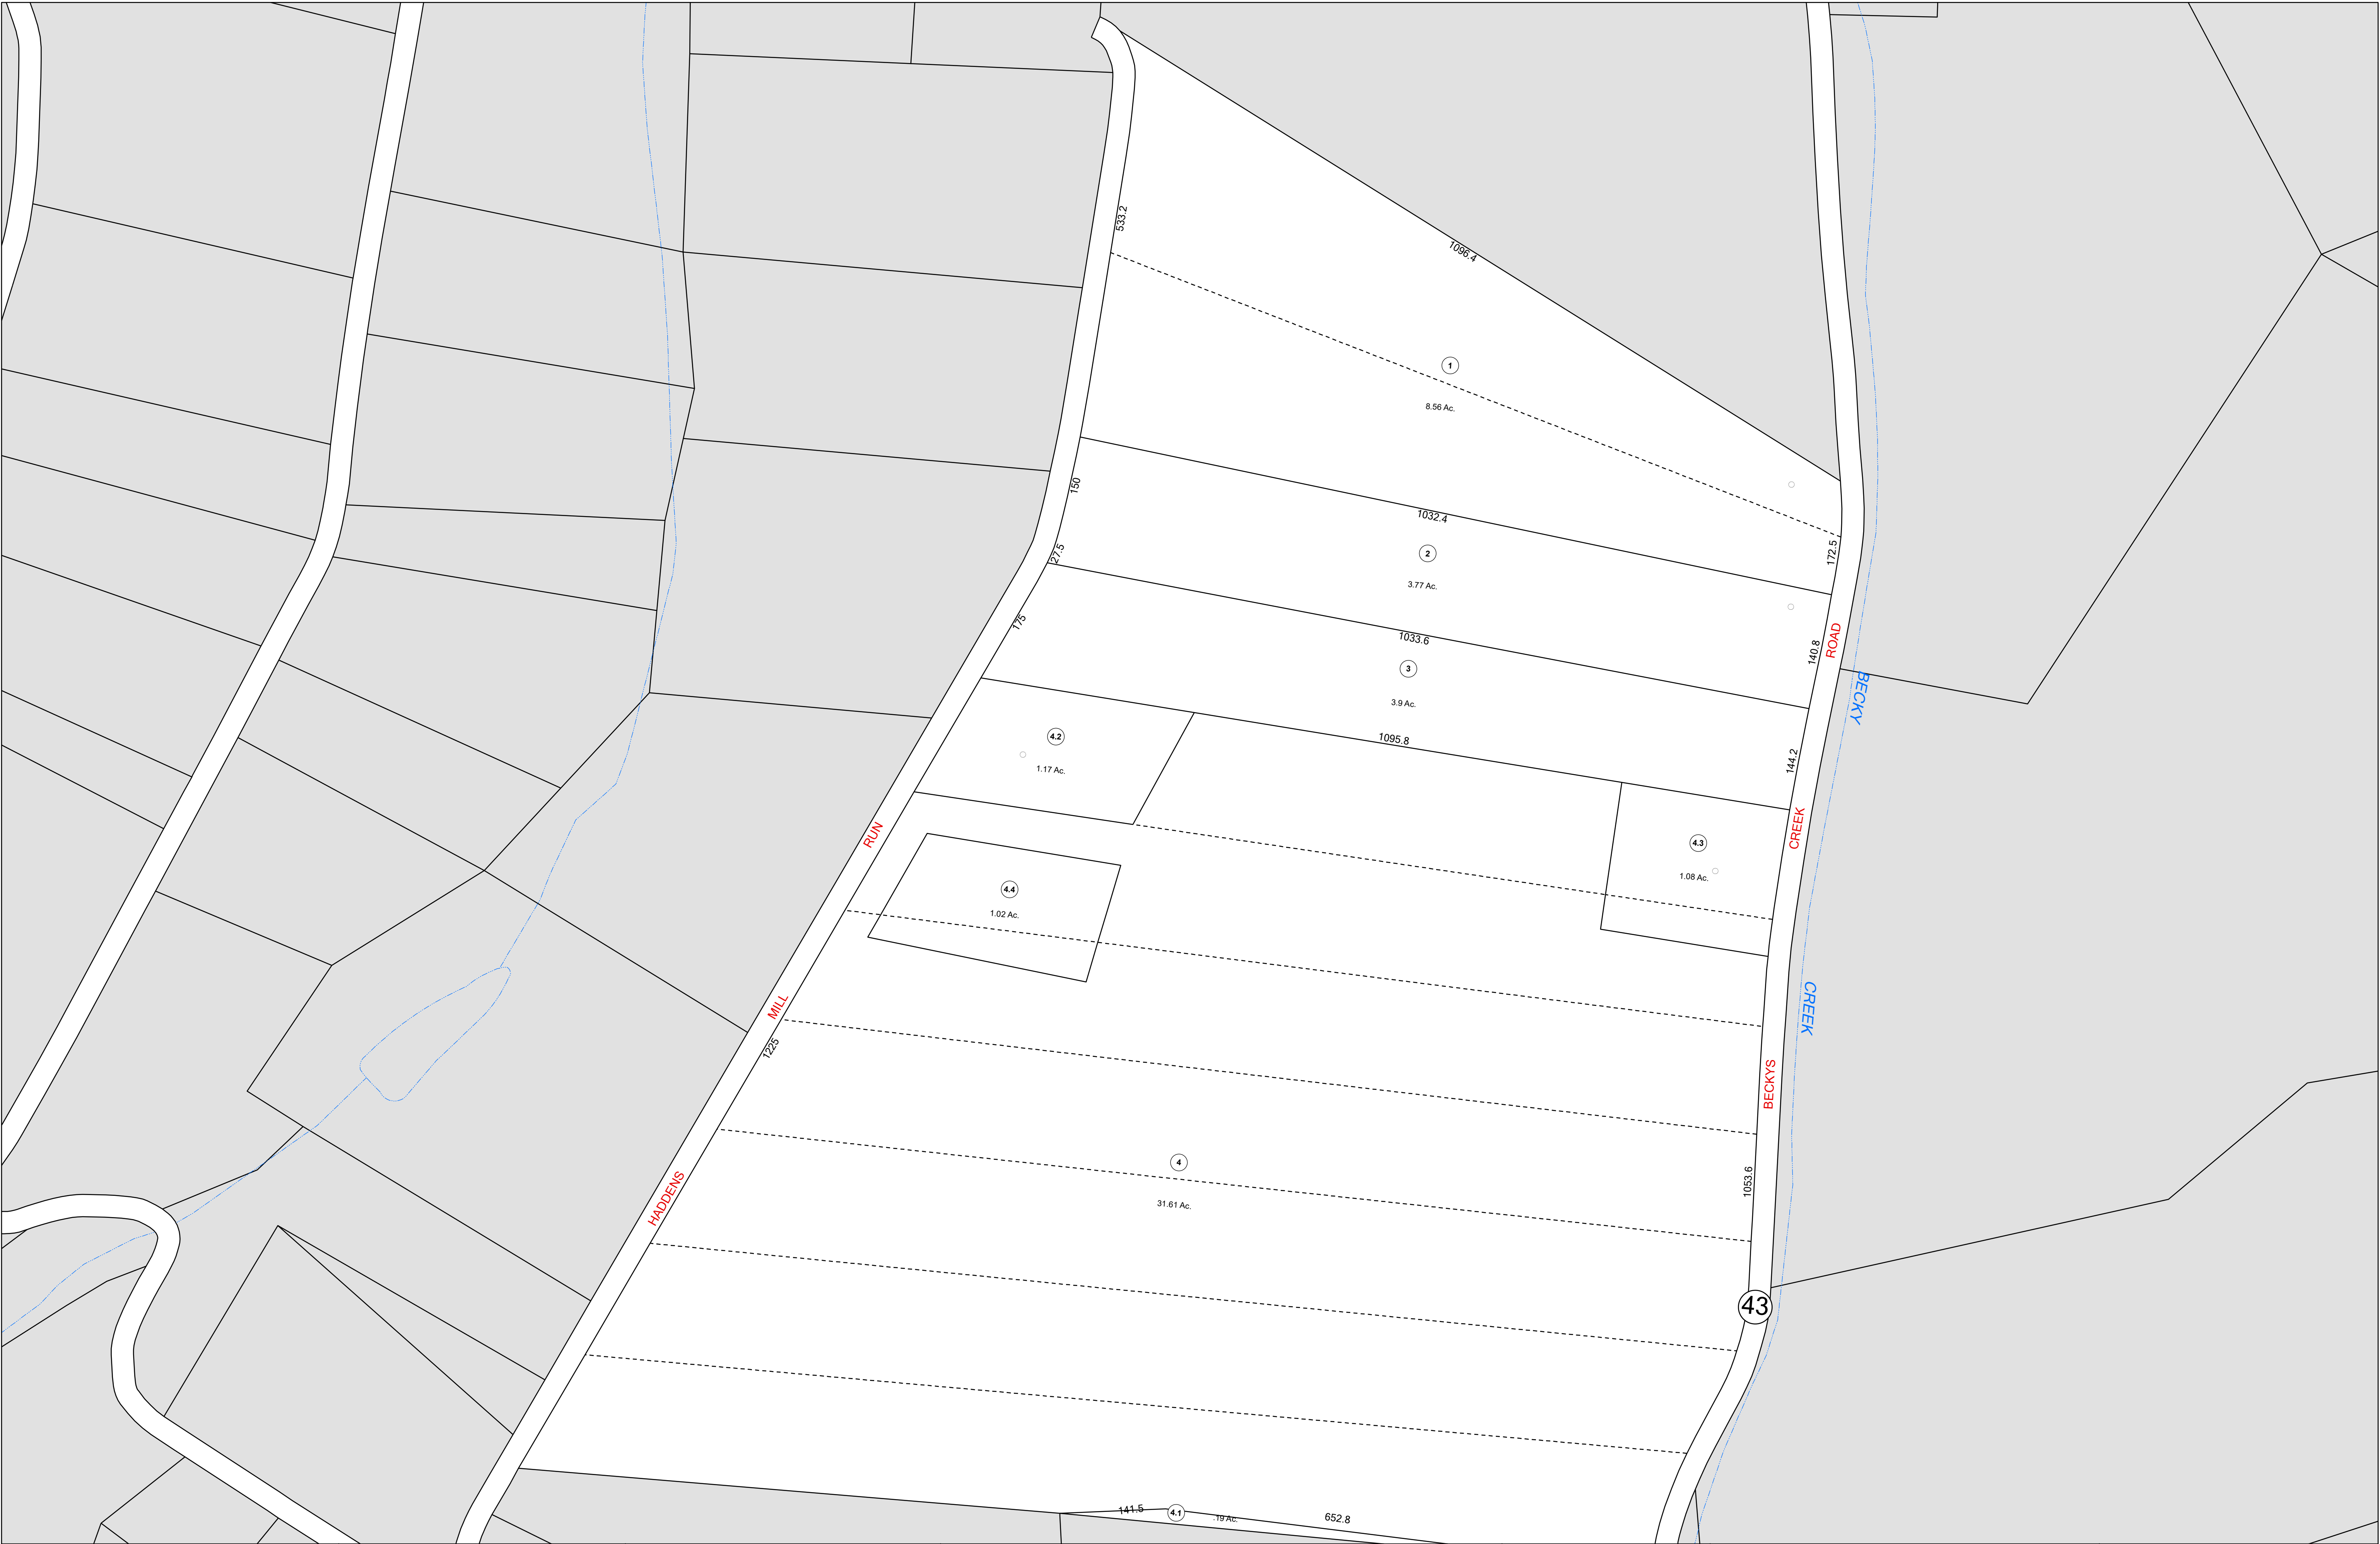 533.2
1096.4
1
8.56 Ac.
150
1032.4
172.5
27.5
2
3.77 Ac.
175
1033.6
140.8
ROAD
3
3.9 Ac.
BECKY
4.2
1.17 Ac.
1095.8
144.2
RUN
CREEK
4.3
1.08 Ac.
4.4
1.02 Ac.
MILL
CREEK
1225
BECKYS
4
31.61 Ac.
1053.6
HADDENS
43
141.5
4.1
.19 Ac.
652.8